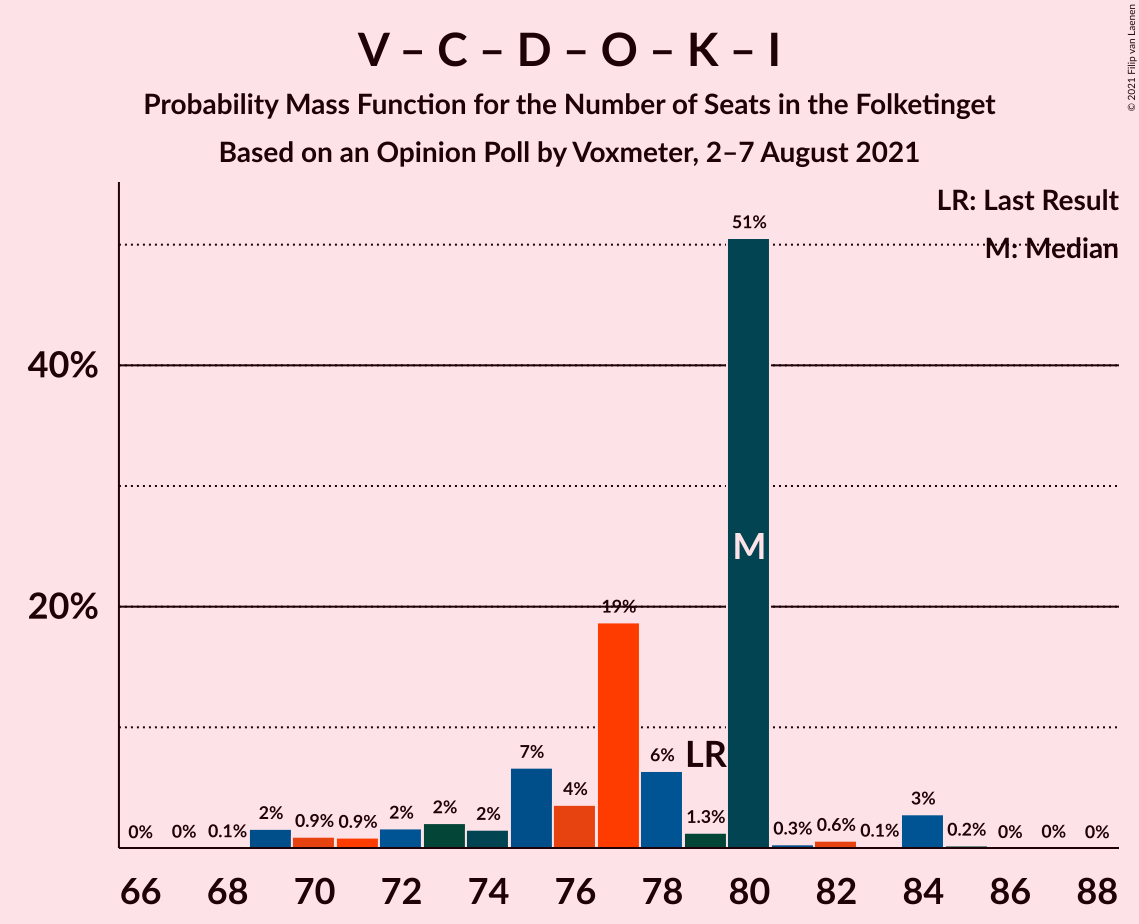 V – C – D – O – K – I
Probability Mass Function for the Number of Seats in the Folketinget
Based on an Opinion Poll by Voxmeter, 2–7 August 2021
© 2021 Filip van Laenen
LR: Last Result
M: Median
40%
20%
0%
0%
0.1%
2%
0.9%
0.9%
2%
2%
2%
7%
4%
19%
6%
1.3%
LR
51%
M
0.3%
0.6%
0.1%
3%
0.2%
0%
0%
0%
66 68 70 72 74 76 78 80 82 84 86 88